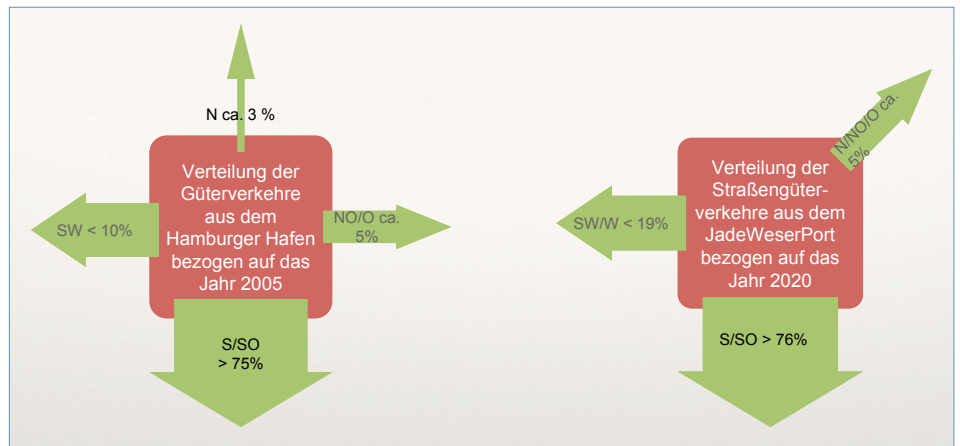 N ca. 3 %
Verteilung der
Güterverkehre
aus dem
Hamburger Hafen
bezogen auf das
Jahr 2005
SW < 10%
NO/O ca.
5%
S/SO
> 75%
N/NO/O ca.
5%
Verteilung der
Straßengüter-
verkehre aus dem
JadeWeserPort
bezogen auf das
Jahr 2020
SW/W < 19%
S/SO > 76%